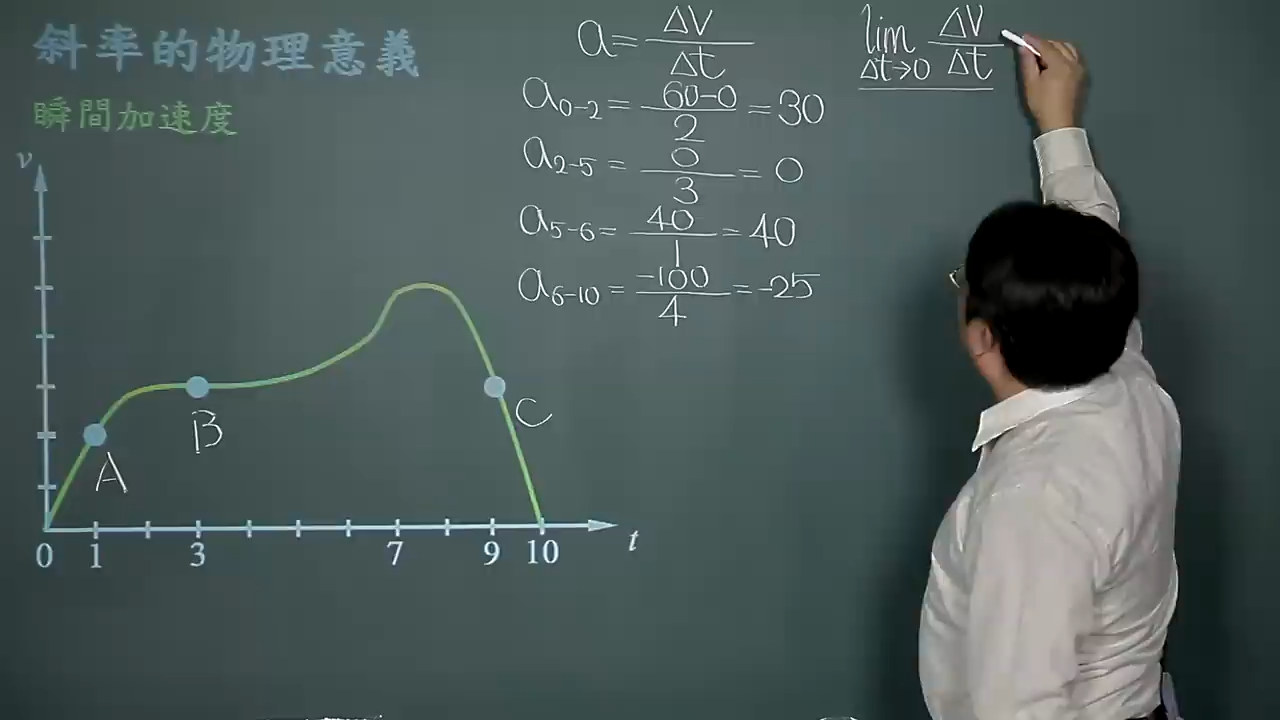 斜率的物理意義
瞬間加速度
a = ΔV/Δt
a₀₋₂ = 60-0/2 = 30
a₂₋₅ = 0/3 = 0
a₅₋₆ = 40/1 = 40
a₆₋₁₀ = -100/4 = -25
lim Δt→0 ΔV/Δt
v
A
B
C
0 1 3 7 9 10 t